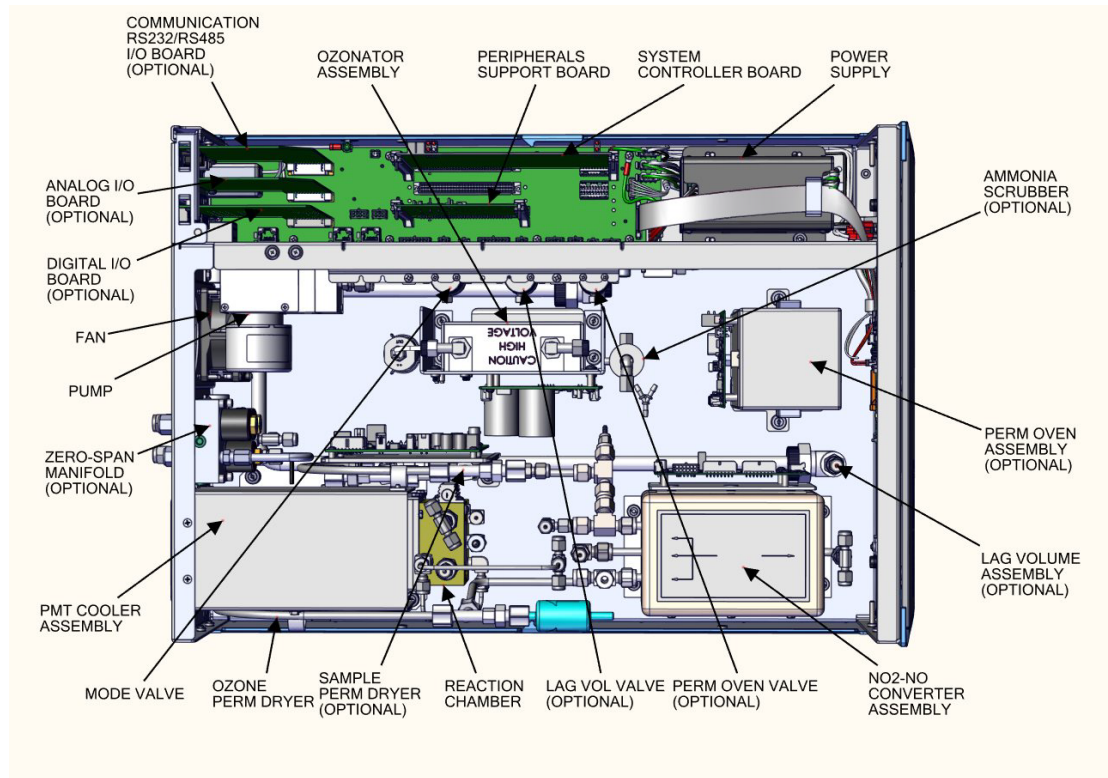 COMMUNICATION
RS232/RS485
I/O BOARD
(OPTIONAL)
OZONATOR
ASSEMBLY
PERIPHERALS
SUPPORT BOARD
SYSTEM
CONTROLLER BOARD
POWER
SUPPLY
ANALOG I/O
BOARD
(OPTIONAL)
AMMONIA
SCRUBBER
(OPTIONAL)
DIGITAL I/O
BOARD
(OPTIONAL)
FAN
PUMP
CAUTION
HIGH
VOLTAGE
ZERO-SPAN
MANIFOLD
(OPTIONAL)
PERM OVEN
ASSEMBLY
(OPTIONAL)
LAG VOLUME
ASSEMBLY
(OPTIONAL)
PMT COOLER
ASSEMBLY
MODE VALVE
OZONE
PERM DRYER
SAMPLE
PERM DRYER
(OPTIONAL)
REACTION
CHAMBER
LAG VOL VALVE
(OPTIONAL)
PERM OVEN VALVE
(OPTIONAL)
NO2-NO
CONVERTER
ASSEMBLY